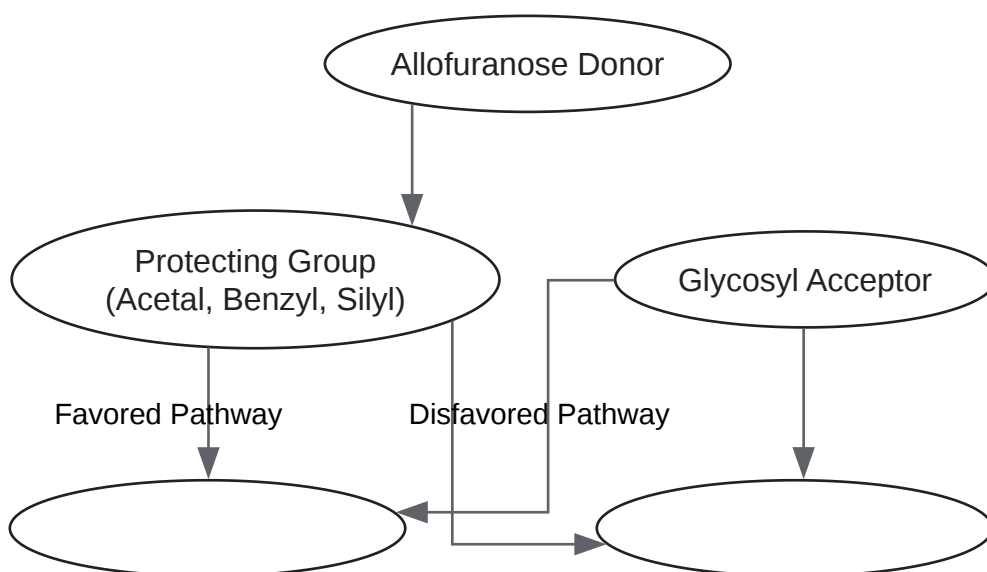 Allofuranose Donor
Protecting Group
(Acetal, Benzyl, Silyl)
Glycosyl Acceptor
Favored Pathway
Disfavored Pathway